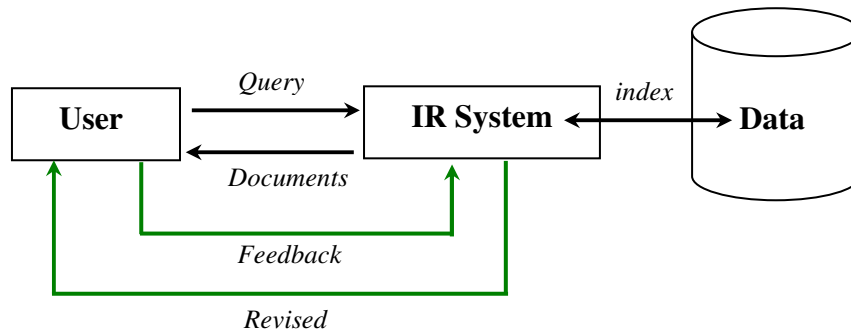 Query
User
IR System
index
Data
Documents
Feedback
Revised